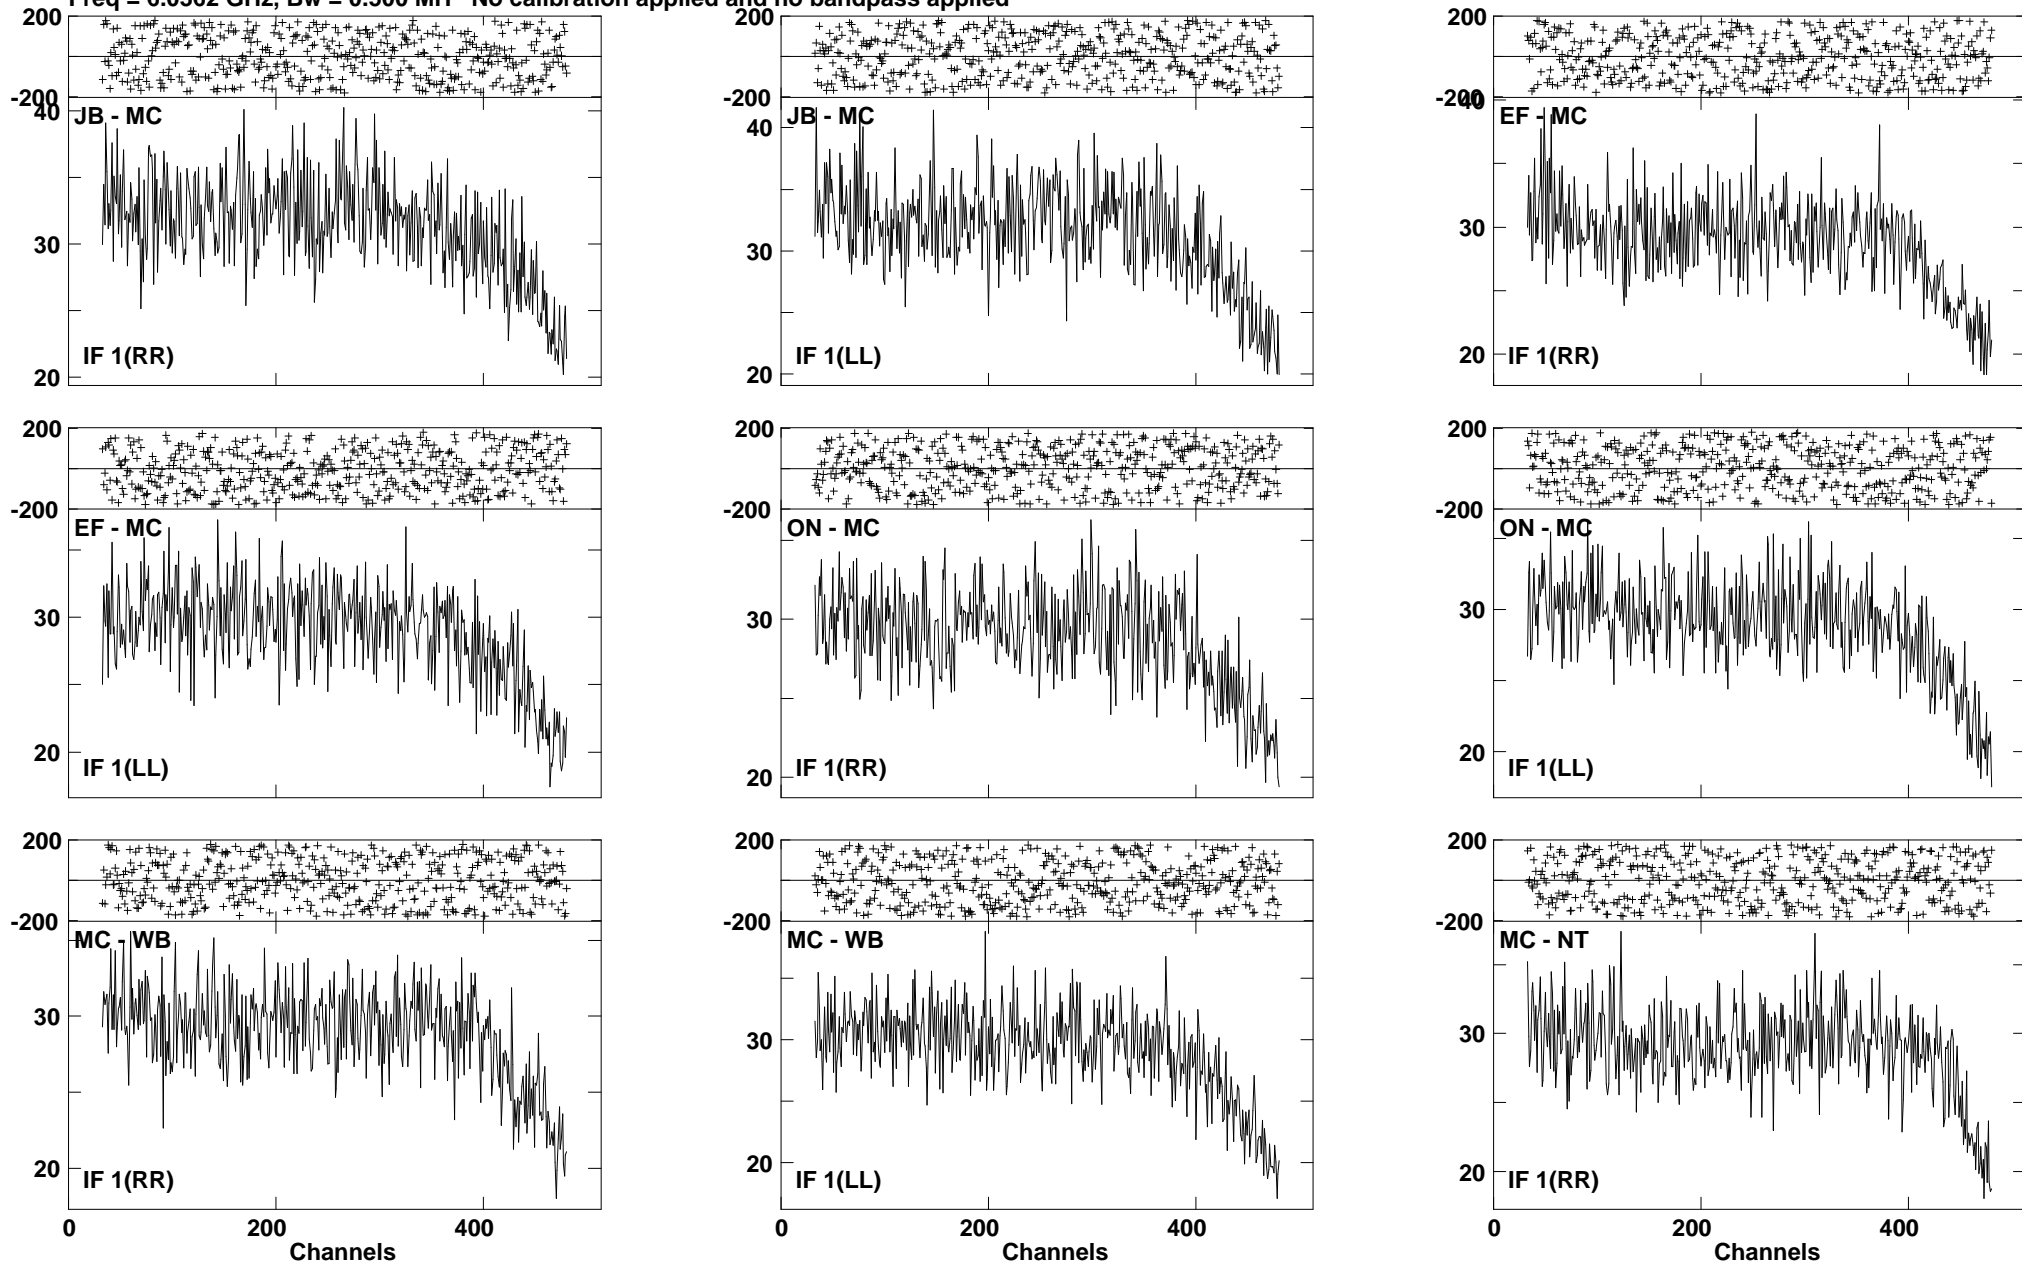 No calibration applied and no bandpass applied
200 200 200
-200 -200 -200
40 40 40
JB - MC JB - MC EF - MC
30 30 30
IF 1(RR) IF 1(LL) IF 1(RR)
20 20 20
200 200 200
-200 -200 -200
EF - MC ON - MC ON - MC
30 30 30
20 20 20
IF 1(LL) IF 1(RR) IF 1(LL)
200 200 200
-200 -200 -200
MC - WB MC - WB MC - NT
30 30 30
20 20 20
IF 1(RR) IF 1(LL) IF 1(RR)
0 200 400 0 200 400 0 200 400
Channels Channels Channels